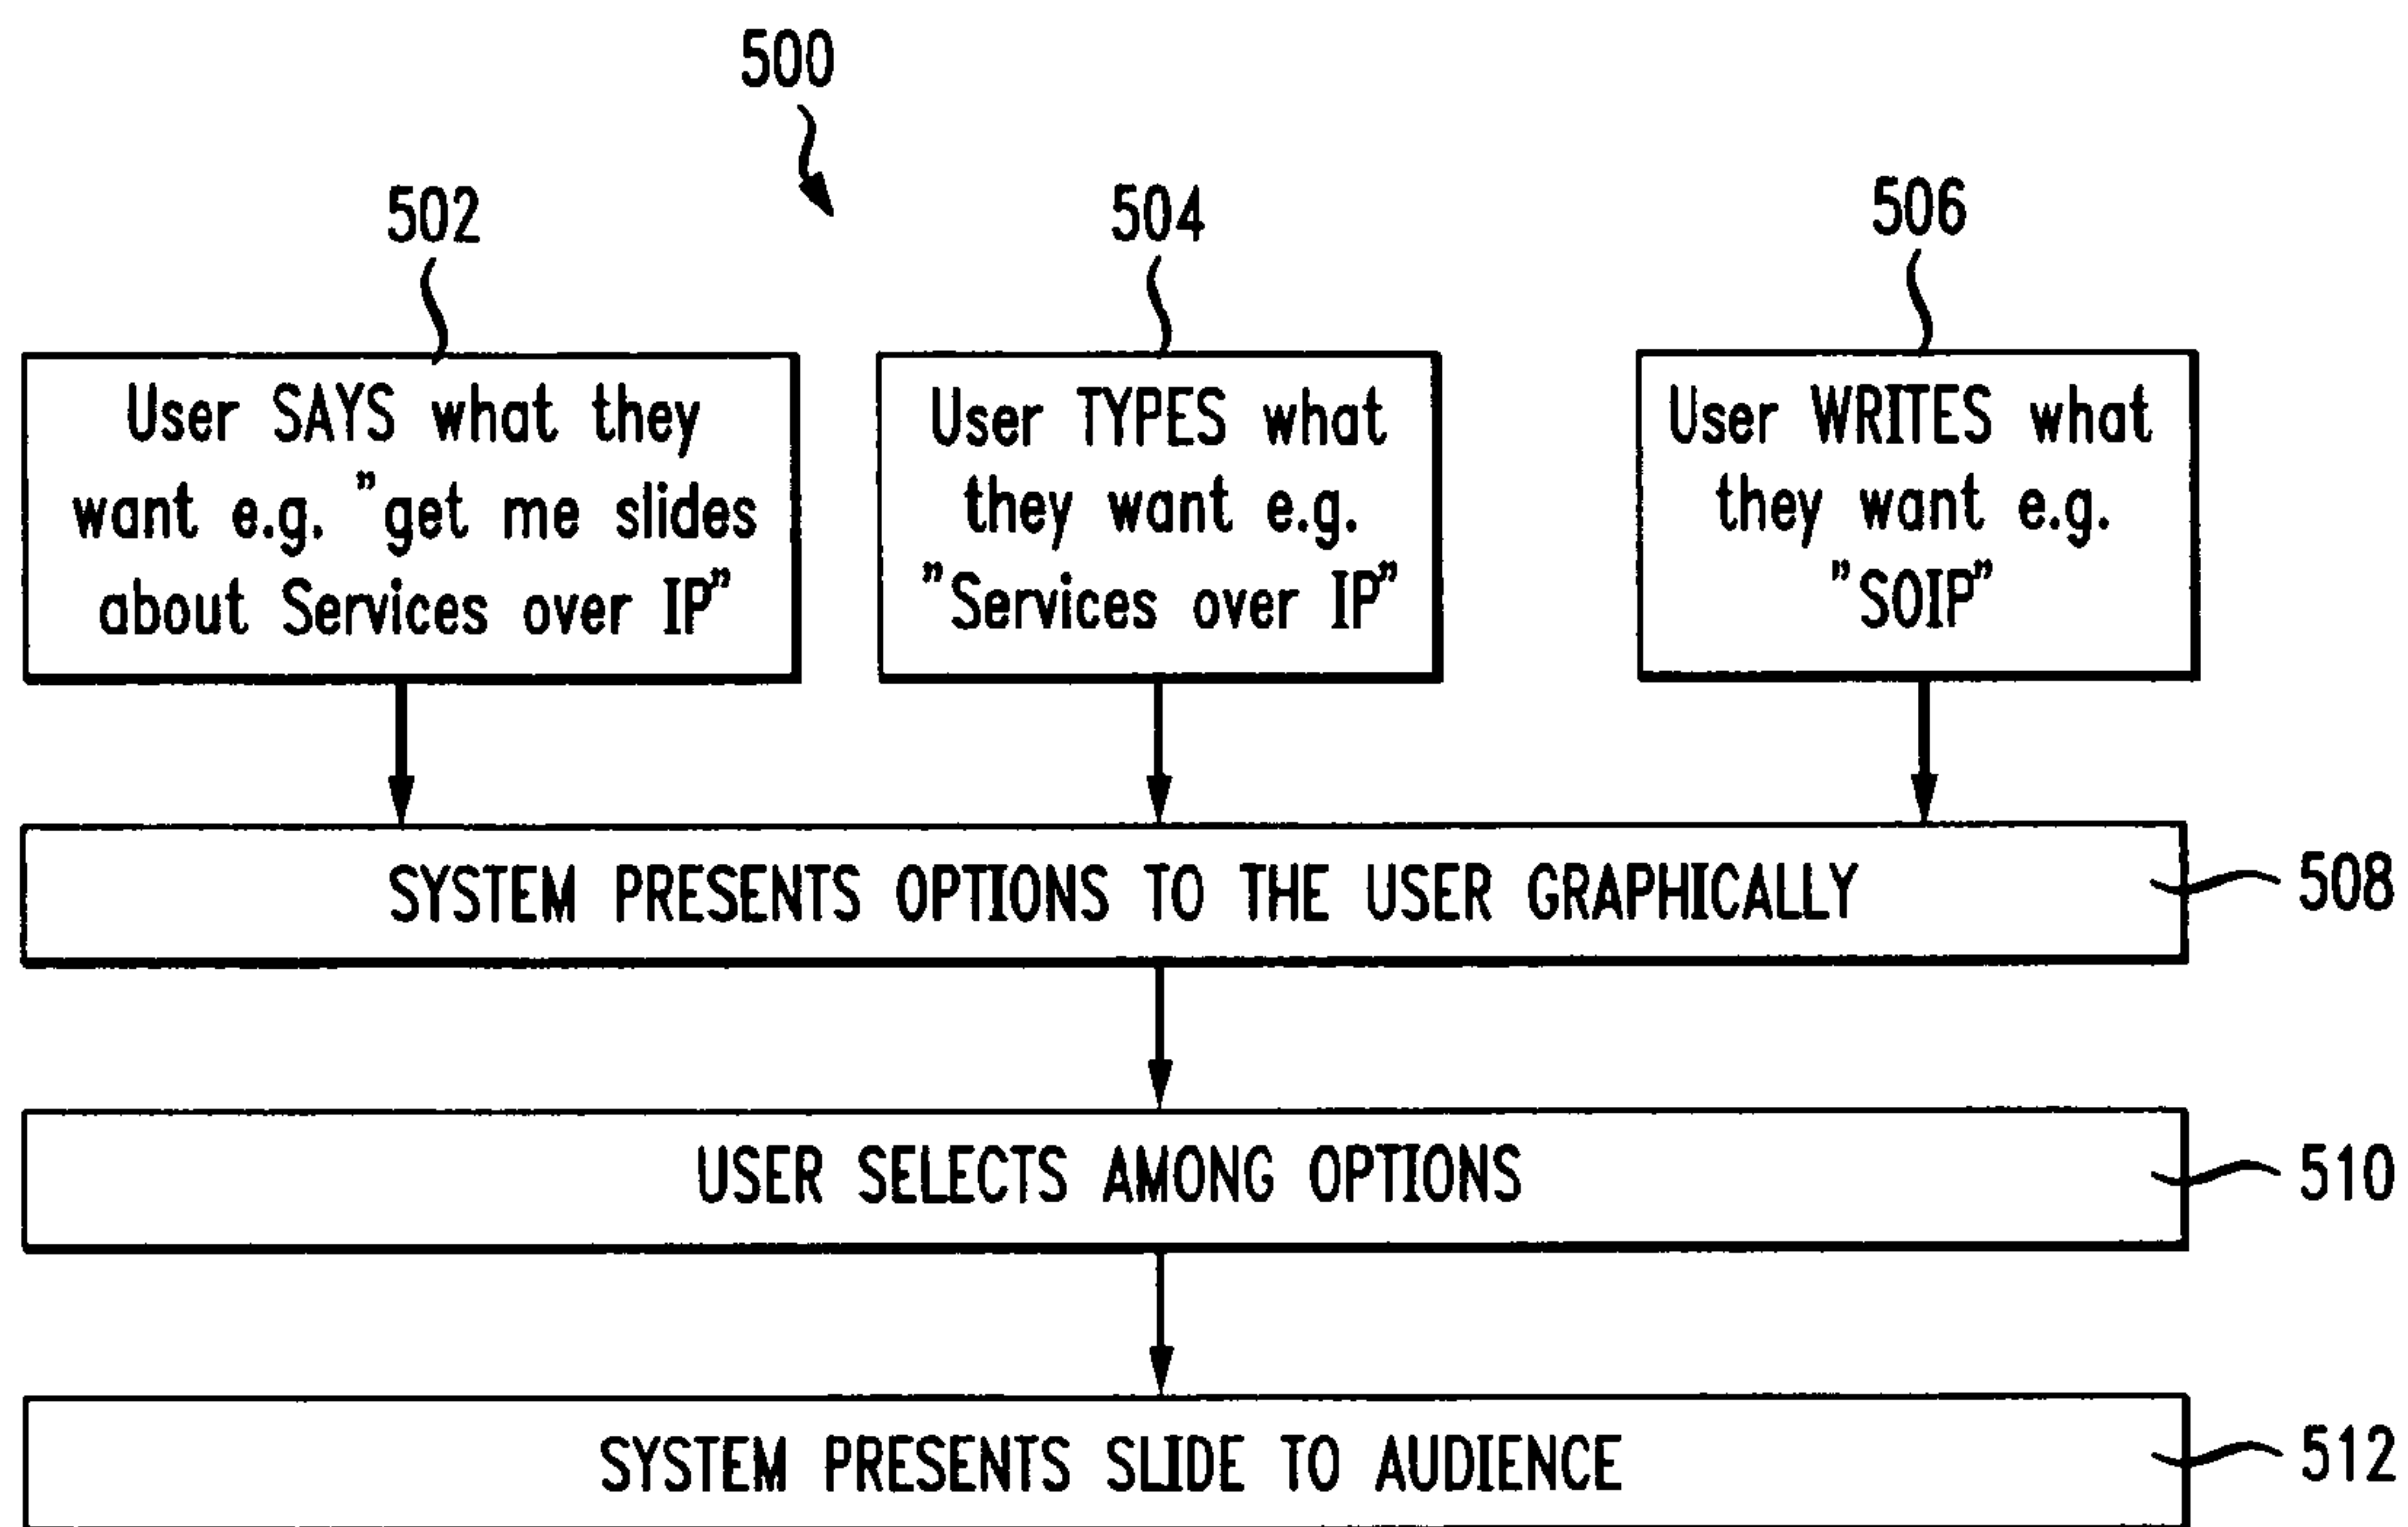 500
502
504
506
User SAYS what they
want e.g. "get me slides
about Services over IP"
User TYPES what
they want e.g.
"Services over IP"
User WRITES what
they want e.g.
"SOIP"
SYSTEM PRESENTS OPTIONS TO THE USER GRAPHICALLY
508
USER SELECTS AMONG OPTIONS
510
SYSTEM PRESENTS SLIDE TO AUDIENCE
512